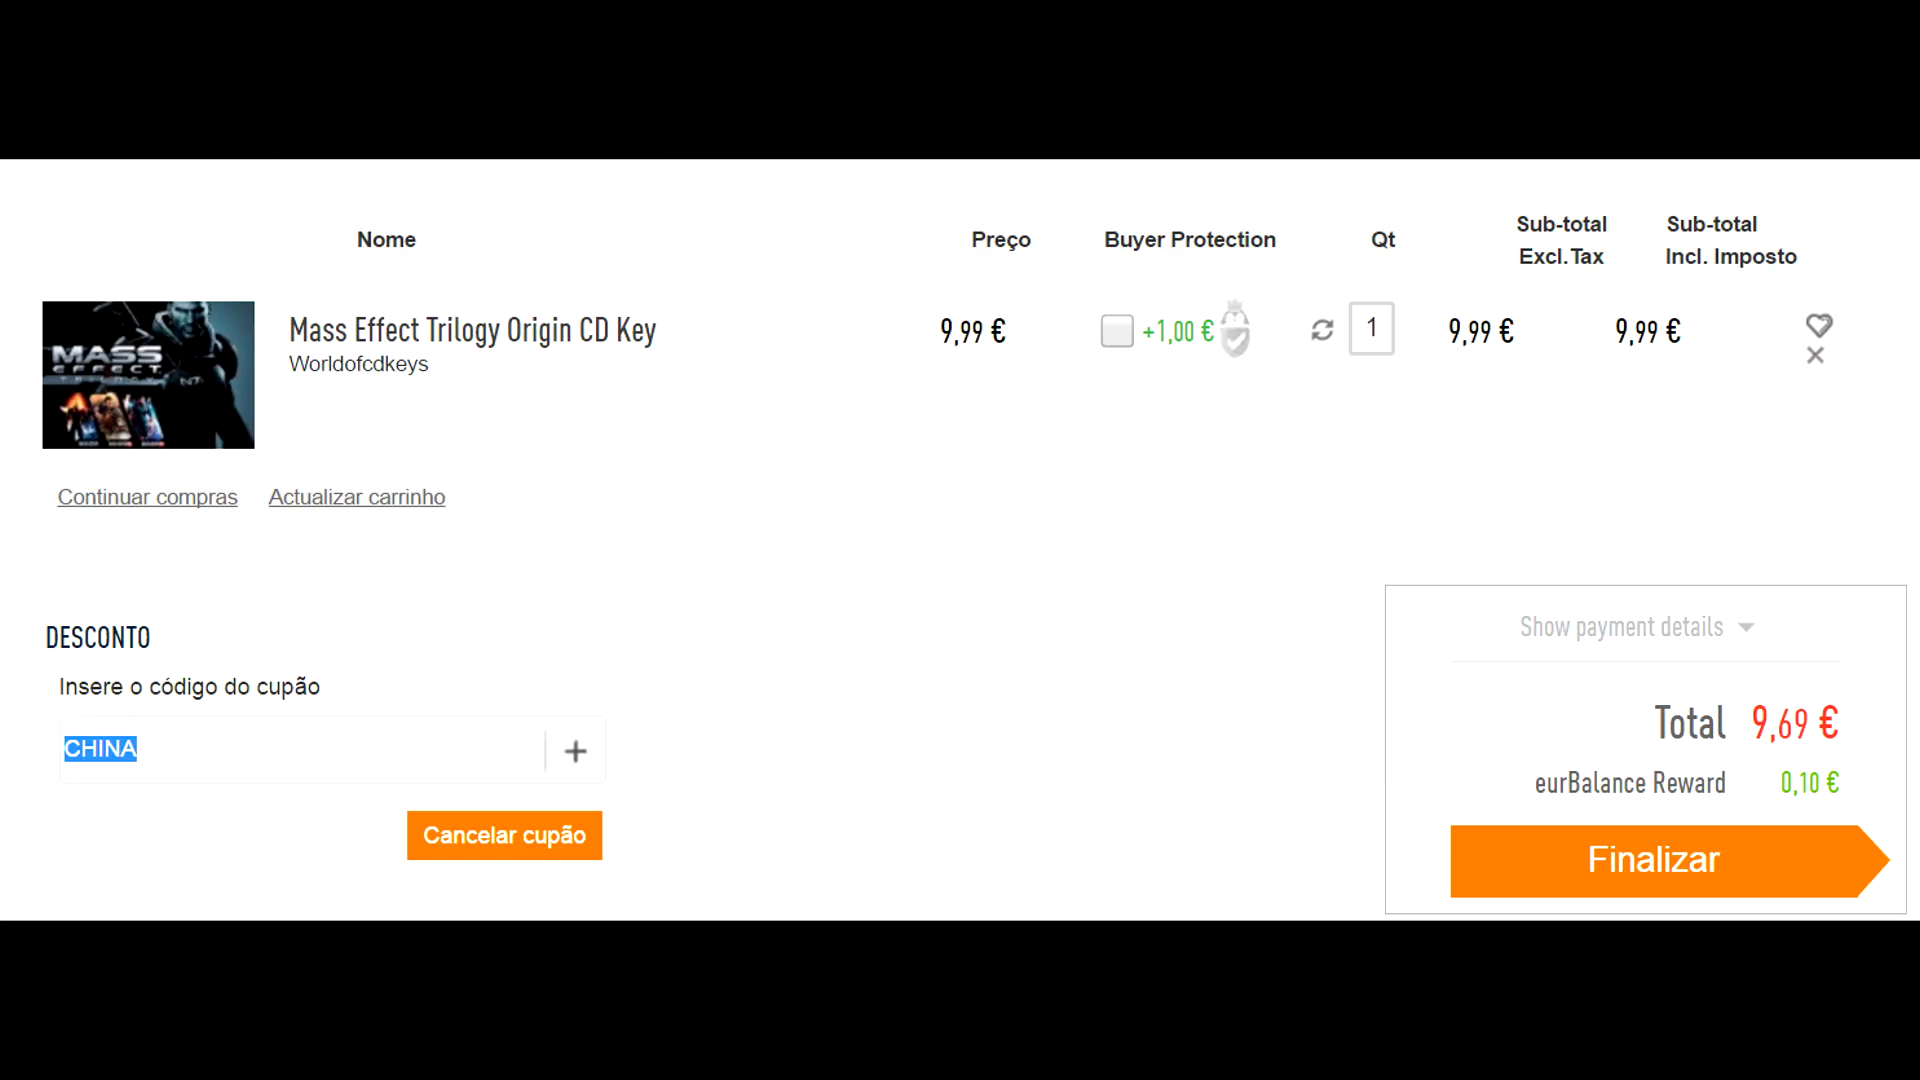 Nome
Preço
Buyer Protection
Qt
Sub-total
Excl.Tax
Sub-total
Incl. Imposto
MASS
EFFECT
TRILOGY
N7
Mass Effect Trilogy Origin CD Key
Worldofcdkeys
9,99 €
+1,00 €
1
9,99 €
9,99 €
Continuar compras
Actualizar carrinho
DESCONTO
Insere o código do cupão
CHINA
Cancelar cupão
Show payment details
Total 9,69 €
eurBalance Reward 0,10 €
Finalizar